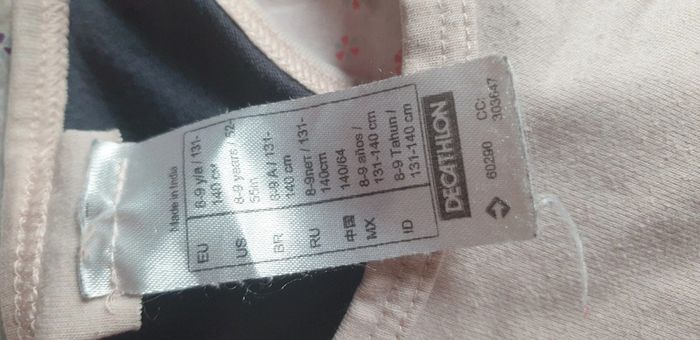 Made in India
EU 8-9 y/a / 131-
140 cm
US 8-9 years / 52-
55in
BR 8-9 A / 131-
140 cm
RU 8-9лет / 131-
140cm
中国 140/64
MX 8-9 años /
131-140 cm
ID 8-9 Tahun /
131-140 cm
DECATHLON
60290 CC:
303647